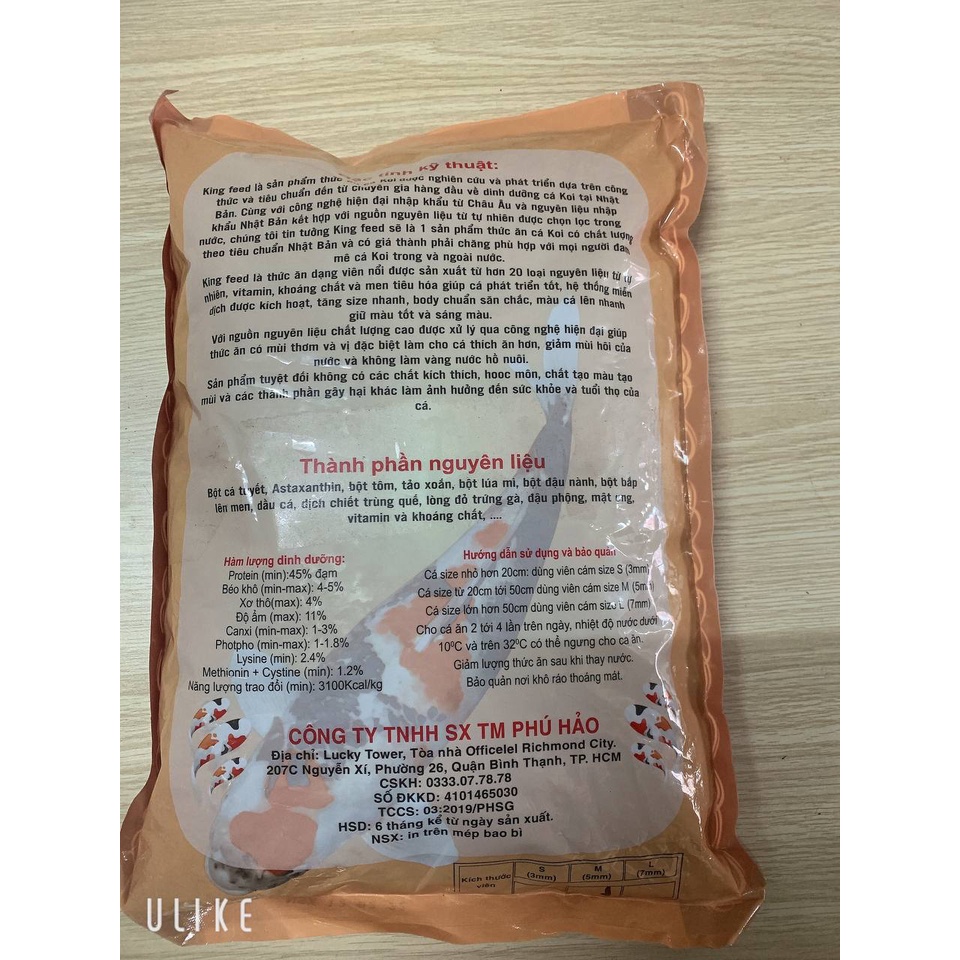 tính kỹ thuật:
King feed là sản phẩm thức Koi được nghiên cứu và phát triển dựa trên công
thức và tiêu chuẩn đến từ chuyên gia hàng đầu về dinh dưỡng cá Koi tại Nhật
Bản. Cùng với công nghệ hiện đại nhập khẩu từ Châu Âu và nguyên liệu nhập
khẩu Nhật Bản kết hợp với nguồn nguyên liệu từ tự nhiên được chọn lọc trong
nước, chúng tôi tin tưởng King feed sẽ là 1 sản phẩm thức ăn cá Koi có chất lượng
theo tiêu chuẩn Nhật Bản và có giá thành phải chăng phù hợp với mọi người đam
mê cá Koi trong và ngoài nước.
King feed là thức ăn dạng viên nổi được sản xuất từ hơn 20 loại nguyên liệu từ tự
nhiên, vitamin, khoáng chất và men tiêu hóa giúp cá phát triển tốt, hệ thống miễn
dịch được kích hoạt, tăng size nhanh, body chuẩn săn chắc, màu cá lên nhanh
giữ màu tốt và sáng màu.
Với nguồn nguyên liệu chất lượng cao được xử lý qua công nghệ hiện đại giúp
thức ăn có mùi thơm và vị đặc biệt làm cho cá thích ăn hơn, giảm mùi hôi của
nước và không làm vàng nước hồ nuôi.
Sản phẩm tuyệt đối không có các chất kích thích, hooc môn, chất tạo màu tạo
mùi và các thành phần gây hại khác làm ảnh hưởng đến sức khỏe và tuổi thọ của
cá.
Thành phần nguyên liệu
Bột cá tuyết, Astaxanthin, bột tôm, tảo xoắn, bột lúa mì, bột đậu nành, bột bắp
lên men, dầu cá, dịch chiết trùng quế, lòng đỏ trứng gà, đậu phộng, mật ong,
vitamin và khoáng chất, ....
Hàm lượng dinh dưỡng:
Protein (min):45% đạm
Béo khô (min-max): 4-5%
Xơ thô(max): 4%
Độ ẩm (max): 11%
Canxi (min-max): 1-3%
Photpho (min-max): 1-1.8%
Lysine (min): 2.4%
Methionin + Cystine (min): 1.2%
Năng lượng trao đổi (min): 3100Kcal/kg
Hướng dẫn sử dụng và bảo quản
Cá size nhỏ hơn 20cm: dùng viên cám size S (3mm)
Cá size từ 20cm tới 50cm dùng viên cám size M (5mm)
Cá size lớn hơn 50cm dùng viên cám size L (7mm)
Cho cá ăn 2 tới 4 lần trên ngày, nhiệt độ nước dưới
10⁰C và trên 32⁰C có thể ngưng cho cá ăn.
Giảm lượng thức ăn sau khi thay nước.
Bảo quản nơi khô ráo thoáng mát.
CÔNG TY TNHH SX TM PHÚ HẢO
Địa chỉ: Lucky Tower, Tòa nhà Officelel Richmond City.
207C Nguyễn Xí, Phường 26, Quận Bình Thạnh, TP. HCM
CSKH: 0333.07.78.78
SỐ ĐKKD: 4101465030
TCCS: 03:2019/PHSG
HSD: 6 tháng kể từ ngày sản xuất.
NSX: in trên mép bao bì
Kích thước viên S (3mm) M (5mm) L (7mm)
ULIKE